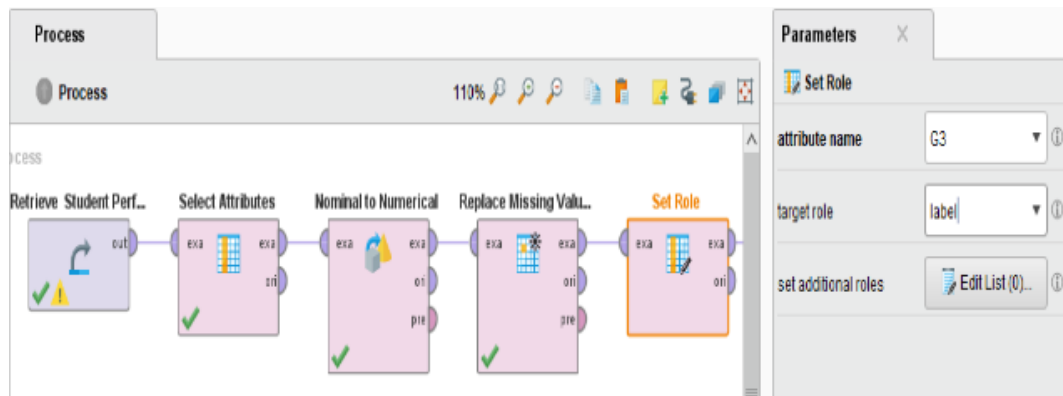 Process
Process
110%
ocess
Retrieve Student Perf...
Select Attributes
Nominal to Numerical
Replace Missing Valu...
Set Role
out
exa
exa
ori
exa
exa
ori
pre
exa
exa
ori
pre
exa
exa
ori
Parameters
Set Role
attribute name
G3
target role
label
set additional roles
Edit List (0)...